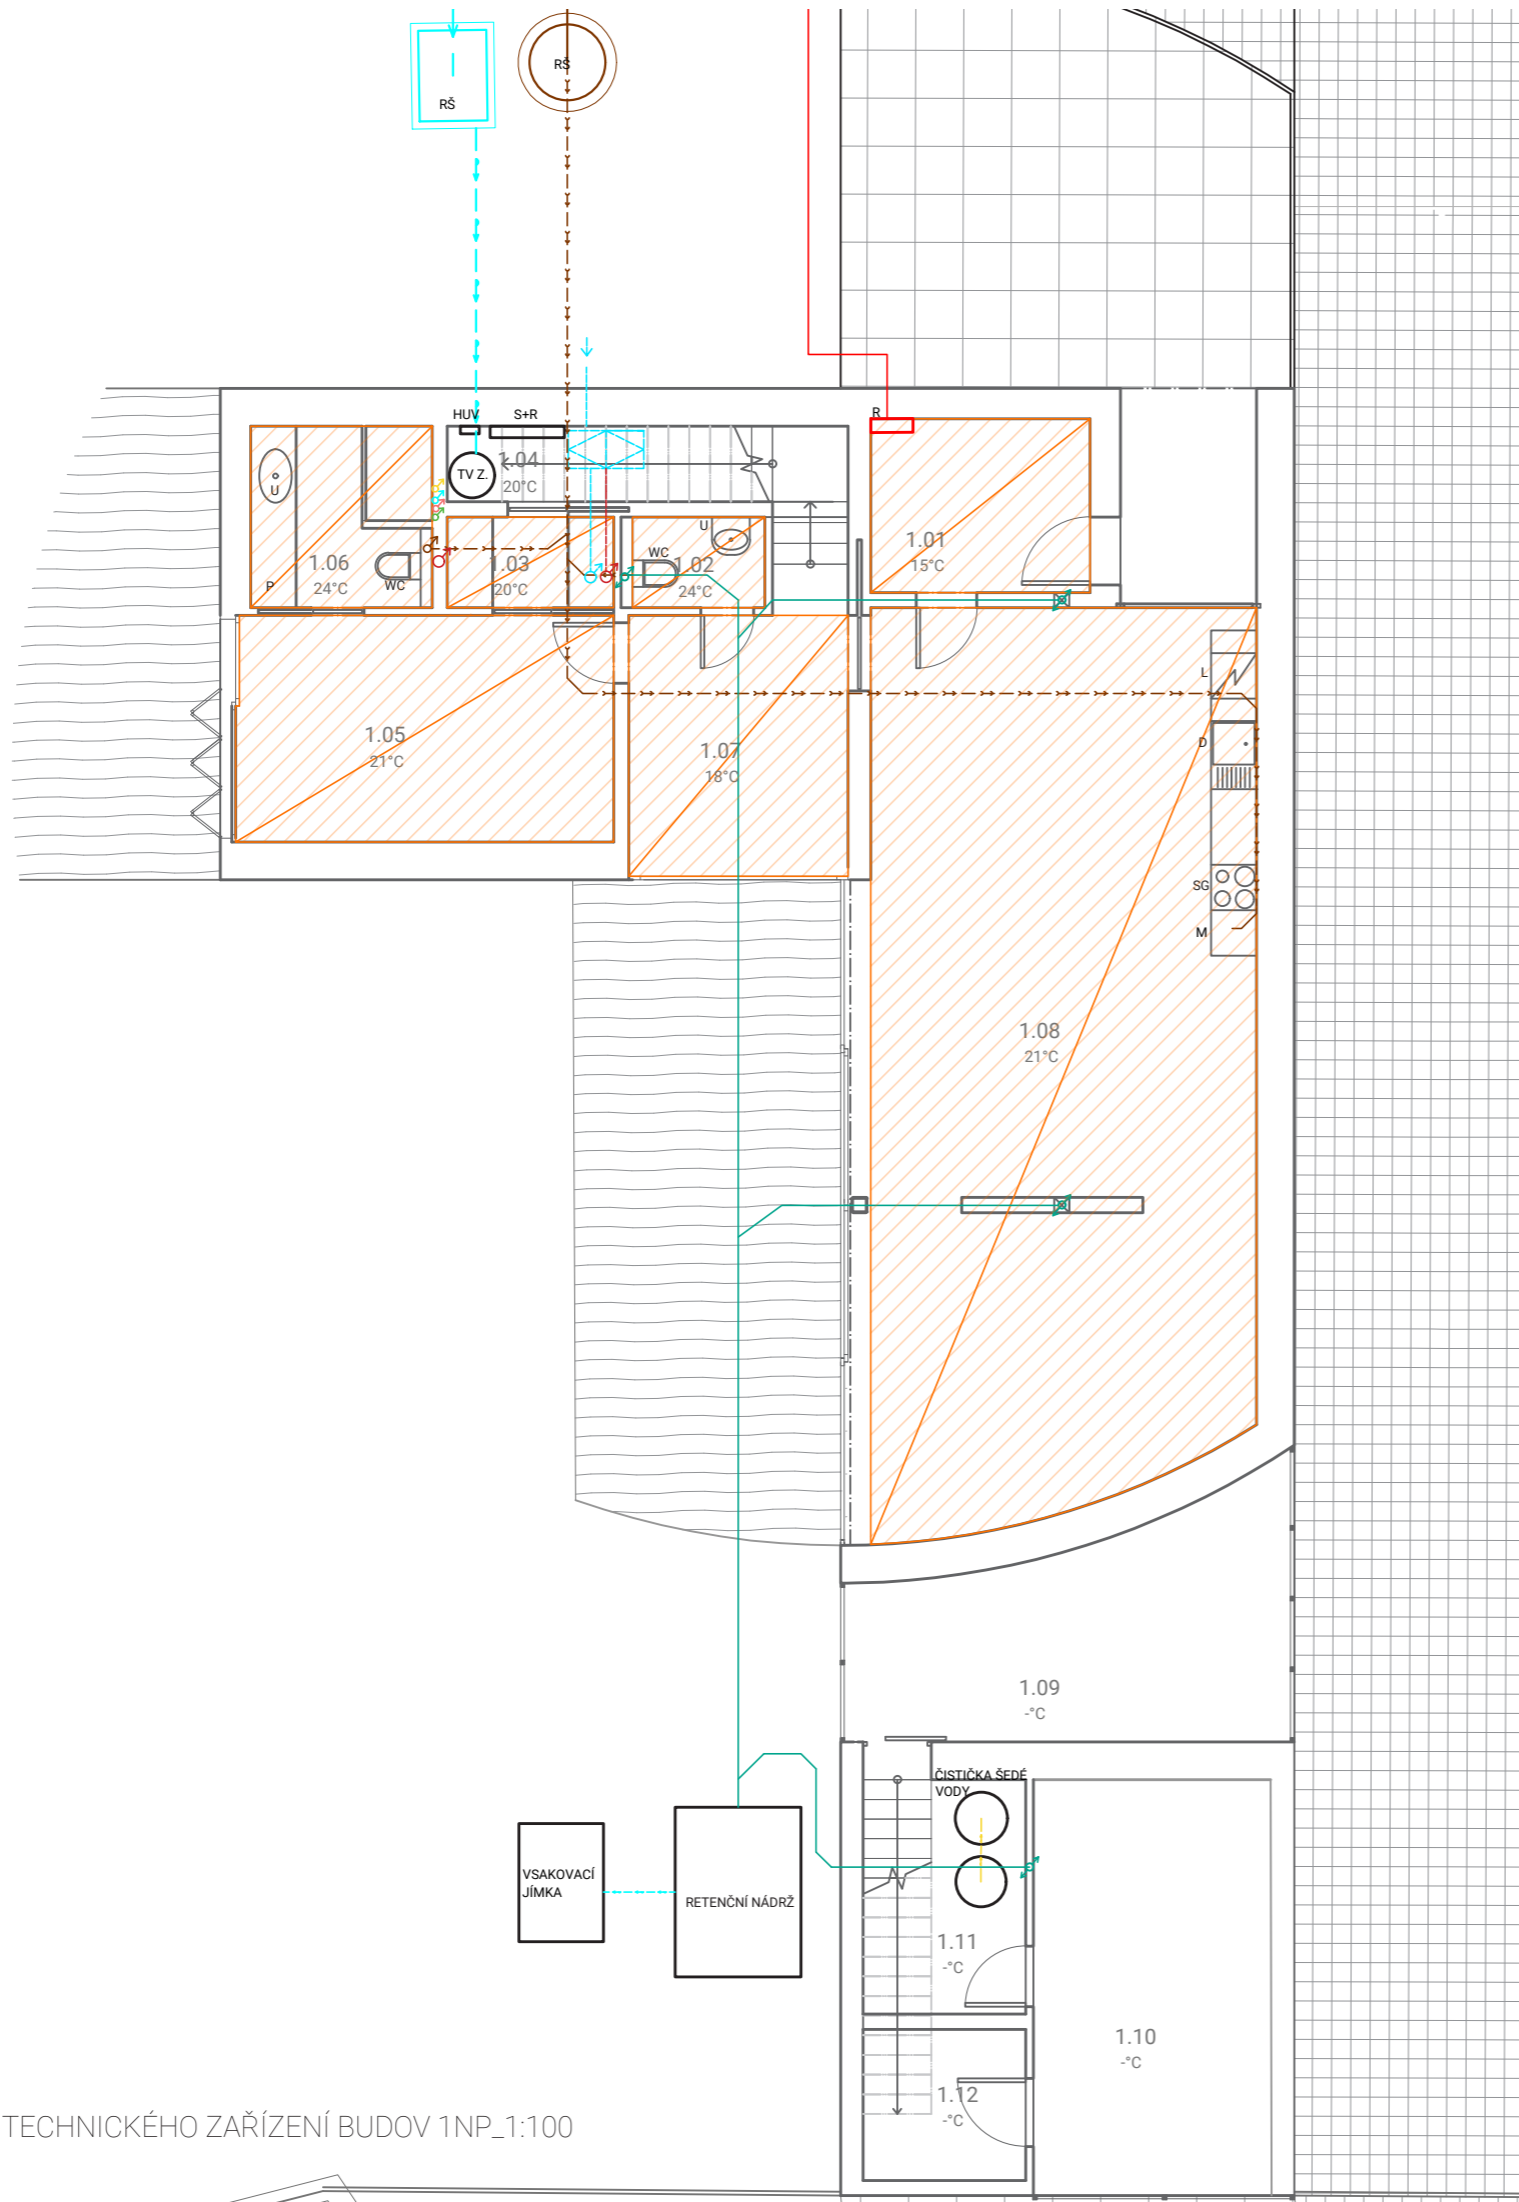 RŠ
RŠ
R
HUV
S+R
1.04
TV Z.
20°C
U
U
1.01
15°C
WC
1.06
24°C
1.03
20°C
1.02
24°C
P
WC
L
1.05
21°C
1.07
18°C
D
SG
M
1.08
21°C
1.09
-°C
ČISTIČKA ŠEDÉ
VODY
VSAKOVACÍ
JÍMKA
RETENČNÍ NÁDRŽ
1.11
-°C
1.10
-°C
1.12
-°C
TECHNICKÉHO ZAŘÍZENÍ BUDOV 1NP_1:100